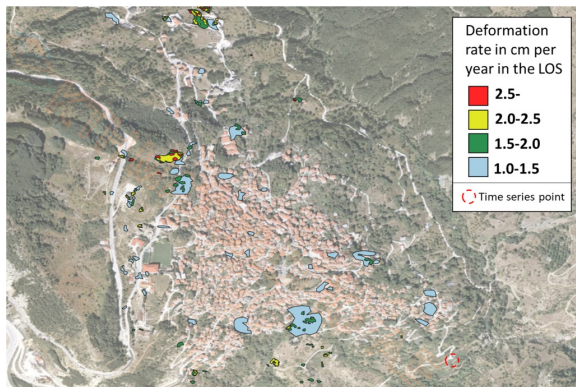 Deformation
rate in cm per
year in the LOS
2.5-
2.0-2.5
1.5-2.0
1.0-1.5
Time series point